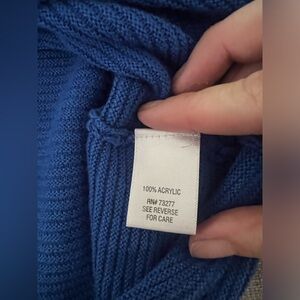 100% ACRYLIC
RN# 73277
SEE REVERSE
FOR CARE